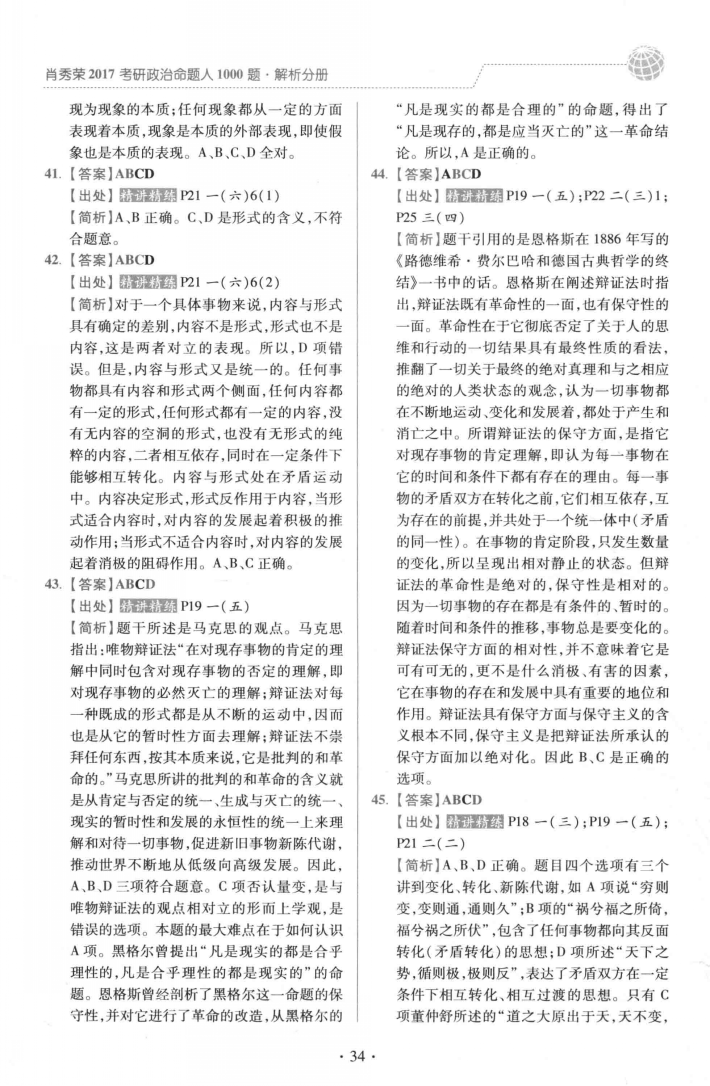 肖秀荣2017考研政治命题人1000题·解析分册
现为现象的本质;任何现象都从一定的方面
表现着本质,现象是本质的外部表现,即使假
象也是本质的表现。A、B、C、D全对。
41.【答案】ABCD
【出处】精讲精练P21一(六)6(1)
【简析】A、B正确。C、D是形式的含义,不符
合题意。
42.【答案】ABCD
【出处】精讲精练P21一(六)6(2)
【简析】对于一个具体事物来说,内容与形式
具有确定的差别,内容不是形式,形式也不是
内容,这是两者对立的表现。所以,D项错
误。但是,内容与形式又是统一的。任何事
物都具有内容和形式两个侧面,任何内容都
有一定的形式,任何形式都有一定的内容,没
有无内容的空洞的形式,也没有无形式的纯
粹的内容,二者相互依存,同时在一定条件下
能够相互转化。内容与形式处在矛盾运动
中。内容决定形式,形式反作用于内容,当形
式适合内容时,对内容的发展起着积极的推
动作用;当形式不适合内容时,对内容的发展
起着消极的阻碍作用。A、B、C正确。
43.【答案】ABCD
【出处】精讲精练P19一(五)
【简析】题干所述是马克思的观点。马克思
指出:唯物辩证法“在对现存事物的肯定的理
解中同时包含对现存事物的否定的理解,即
对现存事物的必然灭亡的理解;辩证法对每
一种既成的形式都是从不断的运动中,因而
也是从它的暂时性方面去理解;辩证法不崇
拜任何东西,按其本质来说,它是批判的和革
命的。”马克思所讲的批判的和革命的含义就
是从肯定与否定的统一、生成与灭亡的统一、
现实的暂时性和发展的永恒性的统一上来理
解和对待一切事物,促进新旧事物新陈代谢,
推动世界不断地从低级向高级发展。因此,
A、B、D三项符合题意。C项否认量变,是与
唯物辩证法的观点相对立的形而上学观,是
错误的选项。本题的最大难点在于如何认识
A项。黑格尔曾提出“凡是现实的都是合乎
理性的,凡是合乎理性的都是现实的”的命
题。恩格斯曾经剖析了黑格尔这一命题的保
守性,并对它进行了革命的改造,从黑格尔的
“凡是现实的都是合理的”的命题,得出了
“凡是现存的,都是应当灭亡的”这一革命结
论。所以,A是正确的。
44.【答案】ABCD
【出处】精讲精练P19一(五);P22二(三)1;
P25三(四)
【简析】题干引用的是恩格斯在1886年写的
《路德维希·费尔巴哈和德国古典哲学的终
结》一书中的话。恩格斯在阐述辩证法时指
出,辩证法既有革命性的一面,也有保守性的
一面。革命性在于它彻底否定了关于人的思
维和行动的一切结果具有最终性质的看法,
推翻了一切关于最终的绝对真理和与之相应
的绝对的人类状态的观念,认为一切事物都
在不断地运动、变化和发展着,都处于产生和
消亡之中。所谓辩证法的保守方面,是指它
对现存事物的肯定理解,即认为每一事物在
它的时间和条件下都有存在的理由。每一事
物的矛盾双方在转化之前,它们相互依存,互
为存在的前提,并共处于一个统一体中(矛盾
的同一性)。在事物的肯定阶段,只发生数量
的变化,所以呈现出相对静止的状态。但辩
证法的革命性是绝对的,保守性是相对的。
因为一切事物的存在都是有条件的、暂时的。
随着时间和条件的推移,事物总是要变化的。
辩证法保守方面的相对性,并不意味着它是
可有可无的,更不是什么消极、有害的因素,
它在事物的存在和发展中具有重要的地位和
作用。辩证法具有保守方面与保守主义的含
义根本不同,保守主义是把辩证法所承认的
保守方面加以绝对化。因此B、C是正确的
选项。
45.【答案】ABCD
【出处】精讲精练P18一(三);P19一(五);
P21二(二)
【简析】A、B、D正确。题目四个选项有三个
讲到变化、转化、新陈代谢,如A项说“穷则
变,变则通,通则久”;B项的“祸兮福之所倚,
福兮祸之所伏”,包含了任何事物都向其反面
转化(矛盾转化)的思想;D项所述“天下之
势,循则极,极则反”,表达了矛盾双方在一定
条件下相互转化、相互过渡的思想。只有C
项董仲舒所述的“道之大原出于天,天不变,
·34·